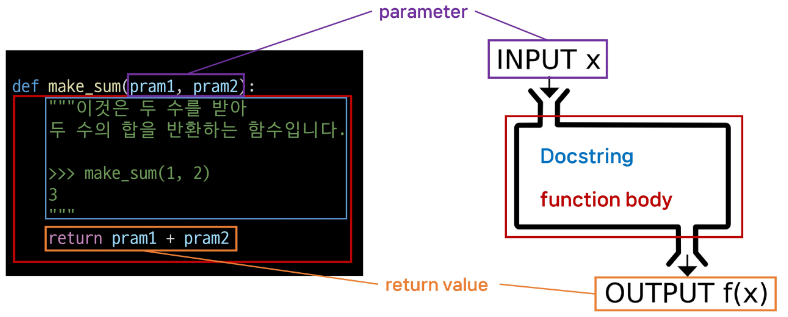 parameter
def make_sum(pram1, pram2):
"""이것은 두 수를 받아
두 수의 합을 반환하는 함수입니다.
>>> make_sum(1, 2)
3
"""
return pram1 + pram2
return value
INPUT x
Docstring
function body
OUTPUT f(x)